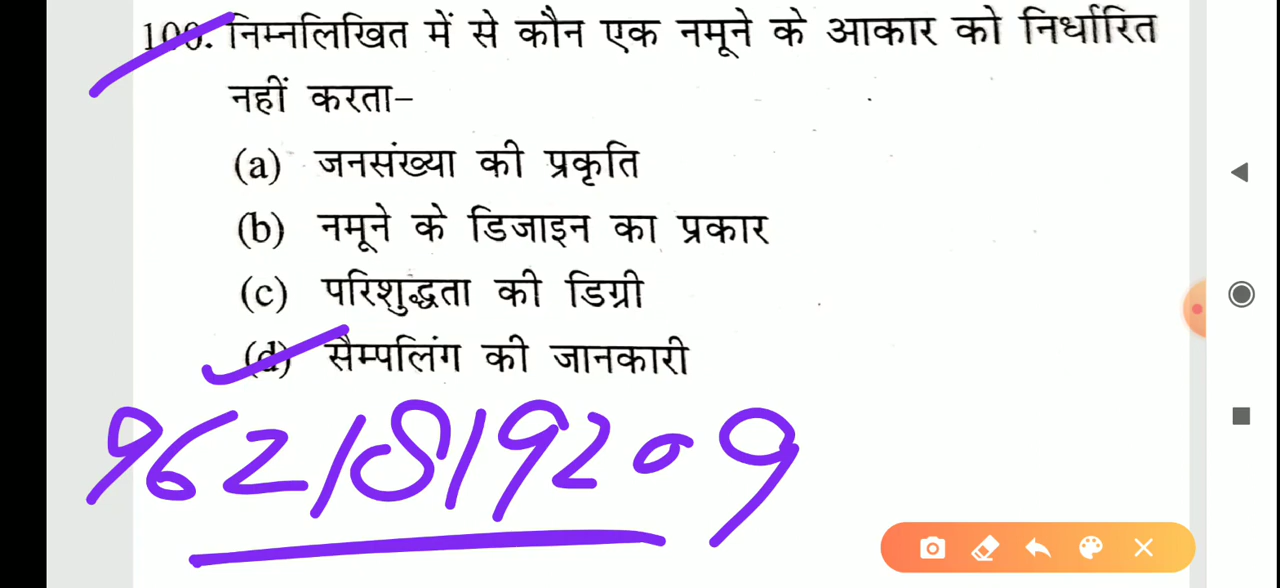 100. निम्नलिखित में से कौन एक नमूने के आकार को निर्धारित
नहीं करता–
(a) जनसंख्या की प्रकृति
(b) नमूने के डिजाइन का प्रकार
(c) परिशुद्धता की डिग्री
(d) सैम्पलिंग की जानकारी
9621819209